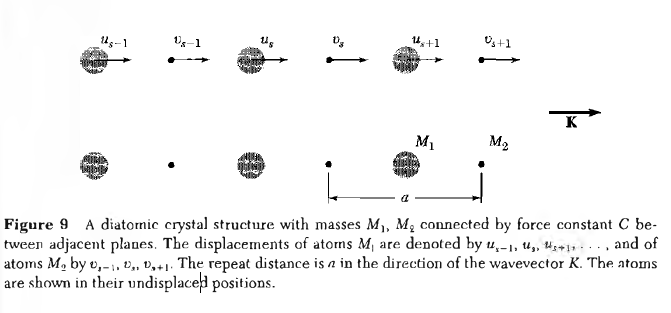 u_{s-1} v_{s-1} u_s v_s u_{s+1} v_{s+1}
K
M_1 M_2
a
Figure 9 A diatomic crystal structure with masses M_1, M_2 connected by force constant C be-
tween adjacent planes. The displacements of atoms M_1 are denoted by u_{s-1}, u_s, u_{s+1}, . . . , and of
atoms M_2 by v_{s-1}, v_s, v_{s+1}. The repeat distance is a in the direction of the wavevector K. The atoms
are shown in their undisplaced positions.